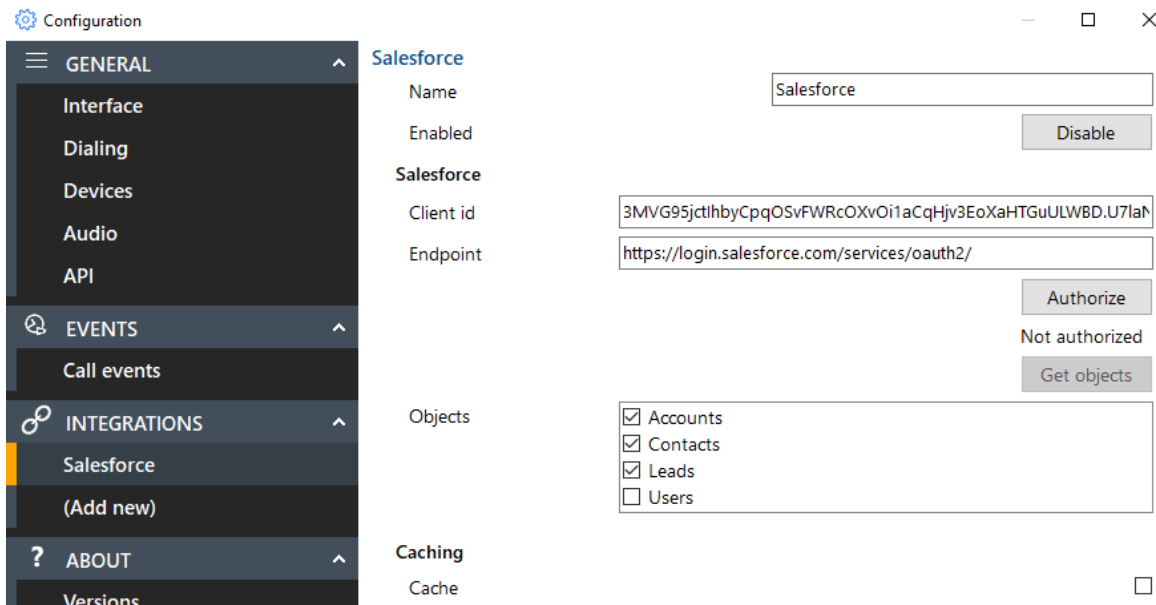 Configuration
GENERAL
Interface
Dialing
Devices
Audio
API
EVENTS
Call events
INTEGRATIONS
Salesforce
(Add new)
? ABOUT
Versions
Salesforce
Name Salesforce
Enabled Disable
Salesforce
Client id 3MVG95jctIhbyCpqOSvFWRcOXvOi1aCqHjv3EoXaHTGuULWBD.U7laN
Endpoint https://login.salesforce.com/services/oauth2/
Authorize
Not authorized
Get objects
Objects
Accounts
Contacts
Leads
Users
Caching
Cache